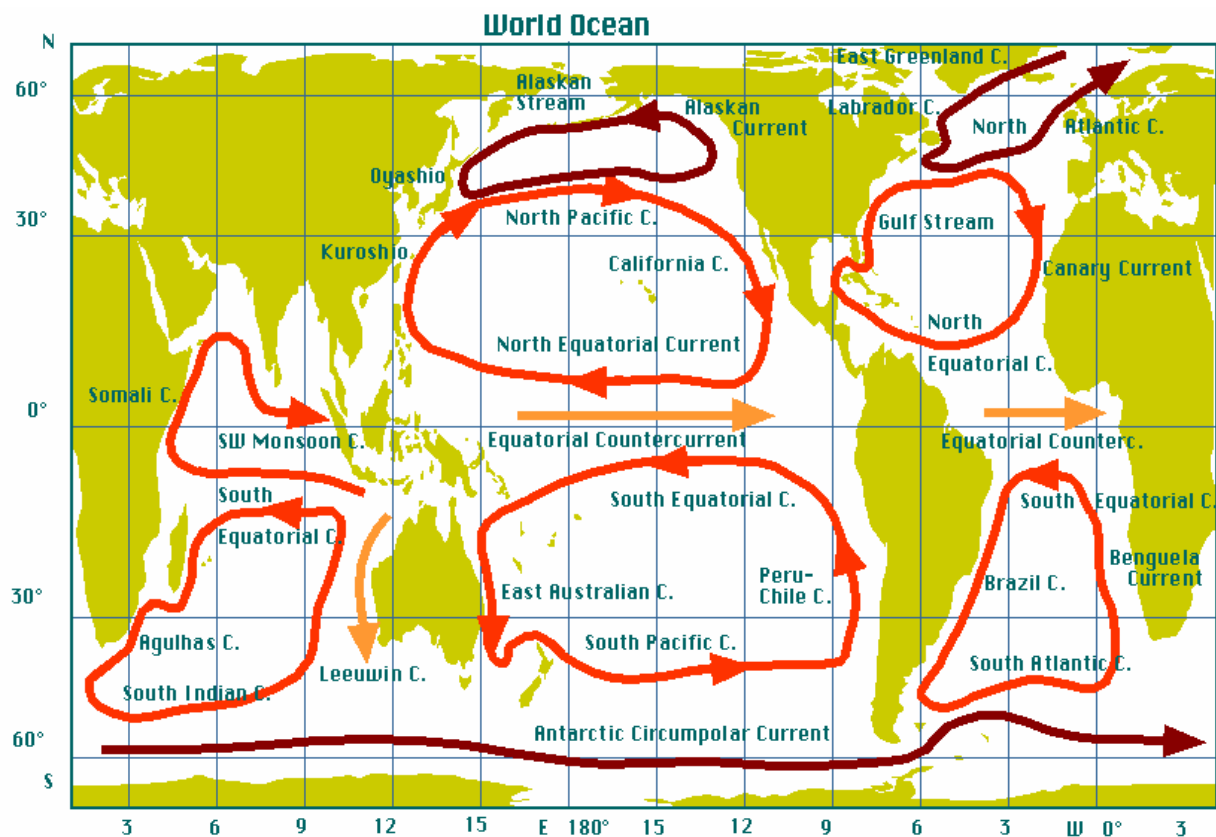 World Ocean
N
East Greenland C.
Alaskan
Stream
60°
Labrador C.
Alaskan
Current
North
Atlantic C.
Oyashio
30°
North Pacific C.
Gulf Stream
Kuroshio
California C.
Canary Current
North
North Equatorial Current
Equatorial C.
Somali C.
0°
SW Monsoon C.
Equatorial Countercurrent
Equatorial Counterc.
South
Equatorial C.
South Equatorial C.
South
Equatorial C.
Benguela
Current
30°
East Australian C.
Peru-
Chile C.
Brazil C.
Agulhas C.
South Pacific C.
Leeuwin C.
South Indian C.
South Atlantic C.
60°
Antarctic Circumpolar Current
S
3 6 9 12 15 E 180° 15 12 9 6 3 W 0° 3